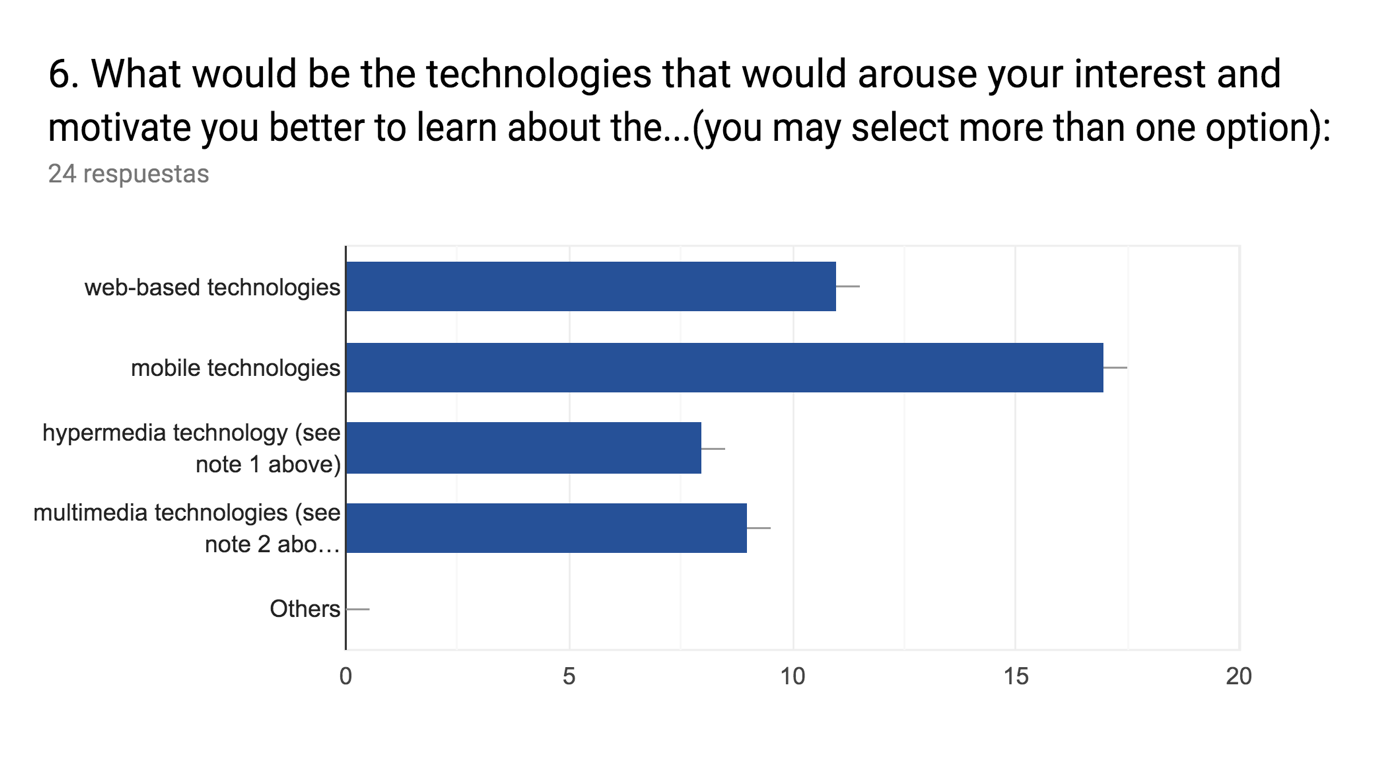 6. What would be the technologies that would arouse your interest and
motivate you better to learn about the...(you may select more than one option):
24 respuestas
web-based technologies
mobile technologies
hypermedia technology (see
note 1 above)
multimedia technologies (see
note 2 abo…
Others
0 5 10 15 20